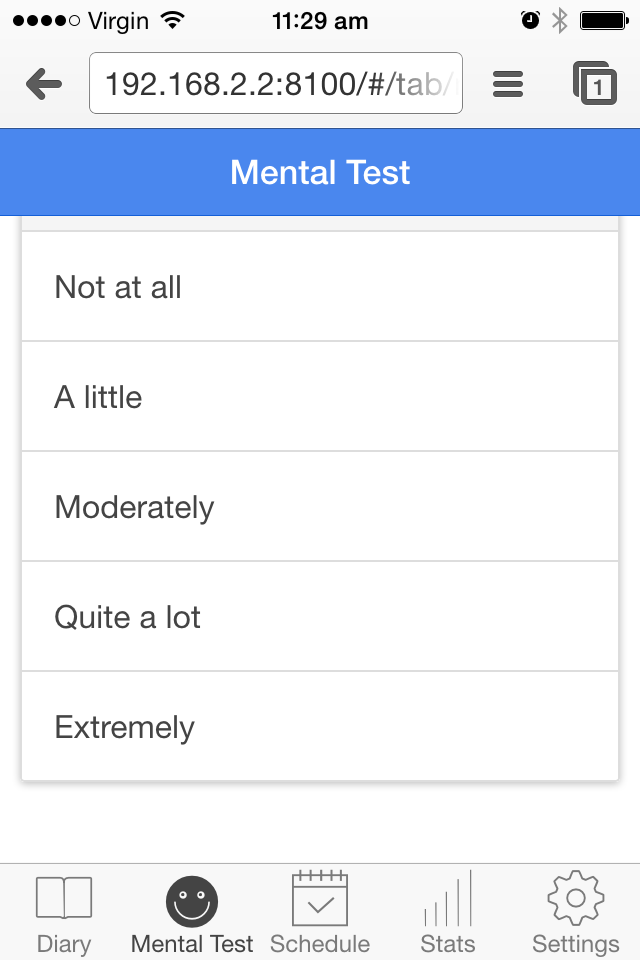 Virgin 11:29 am
192.168.2.2:8100/#/tab/
1
Mental Test
Not at all
A little
Moderately
Quite a lot
Extremely
Diary Mental Test Schedule Stats Settings